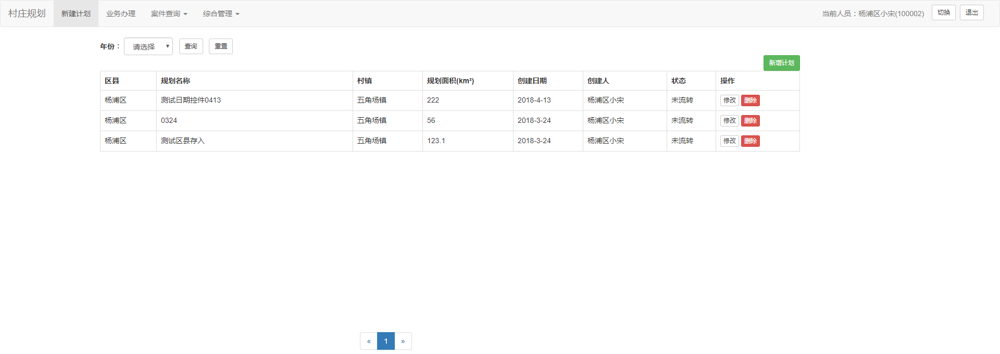 村庄规划 新建计划 业务办理 案件查询 综合管理 当前人员：杨浦区小宋(100002) 切换 退出
年份： 请选择 查询 重置
新增计划
区县 规划名称 村镇 规划面积(km²) 创建日期 创建人 状态 操作
杨浦区 测试日期控件0413 五角场镇 222 2018-4-13 杨浦区小宋 未流转 修改 删除
杨浦区 0324 五角场镇 56 2018-3-24 杨浦区小宋 未流转 修改 删除
杨浦区 测试区县存入 五角场镇 123.1 2018-3-24 杨浦区小宋 未流转 修改 删除
« 1 »